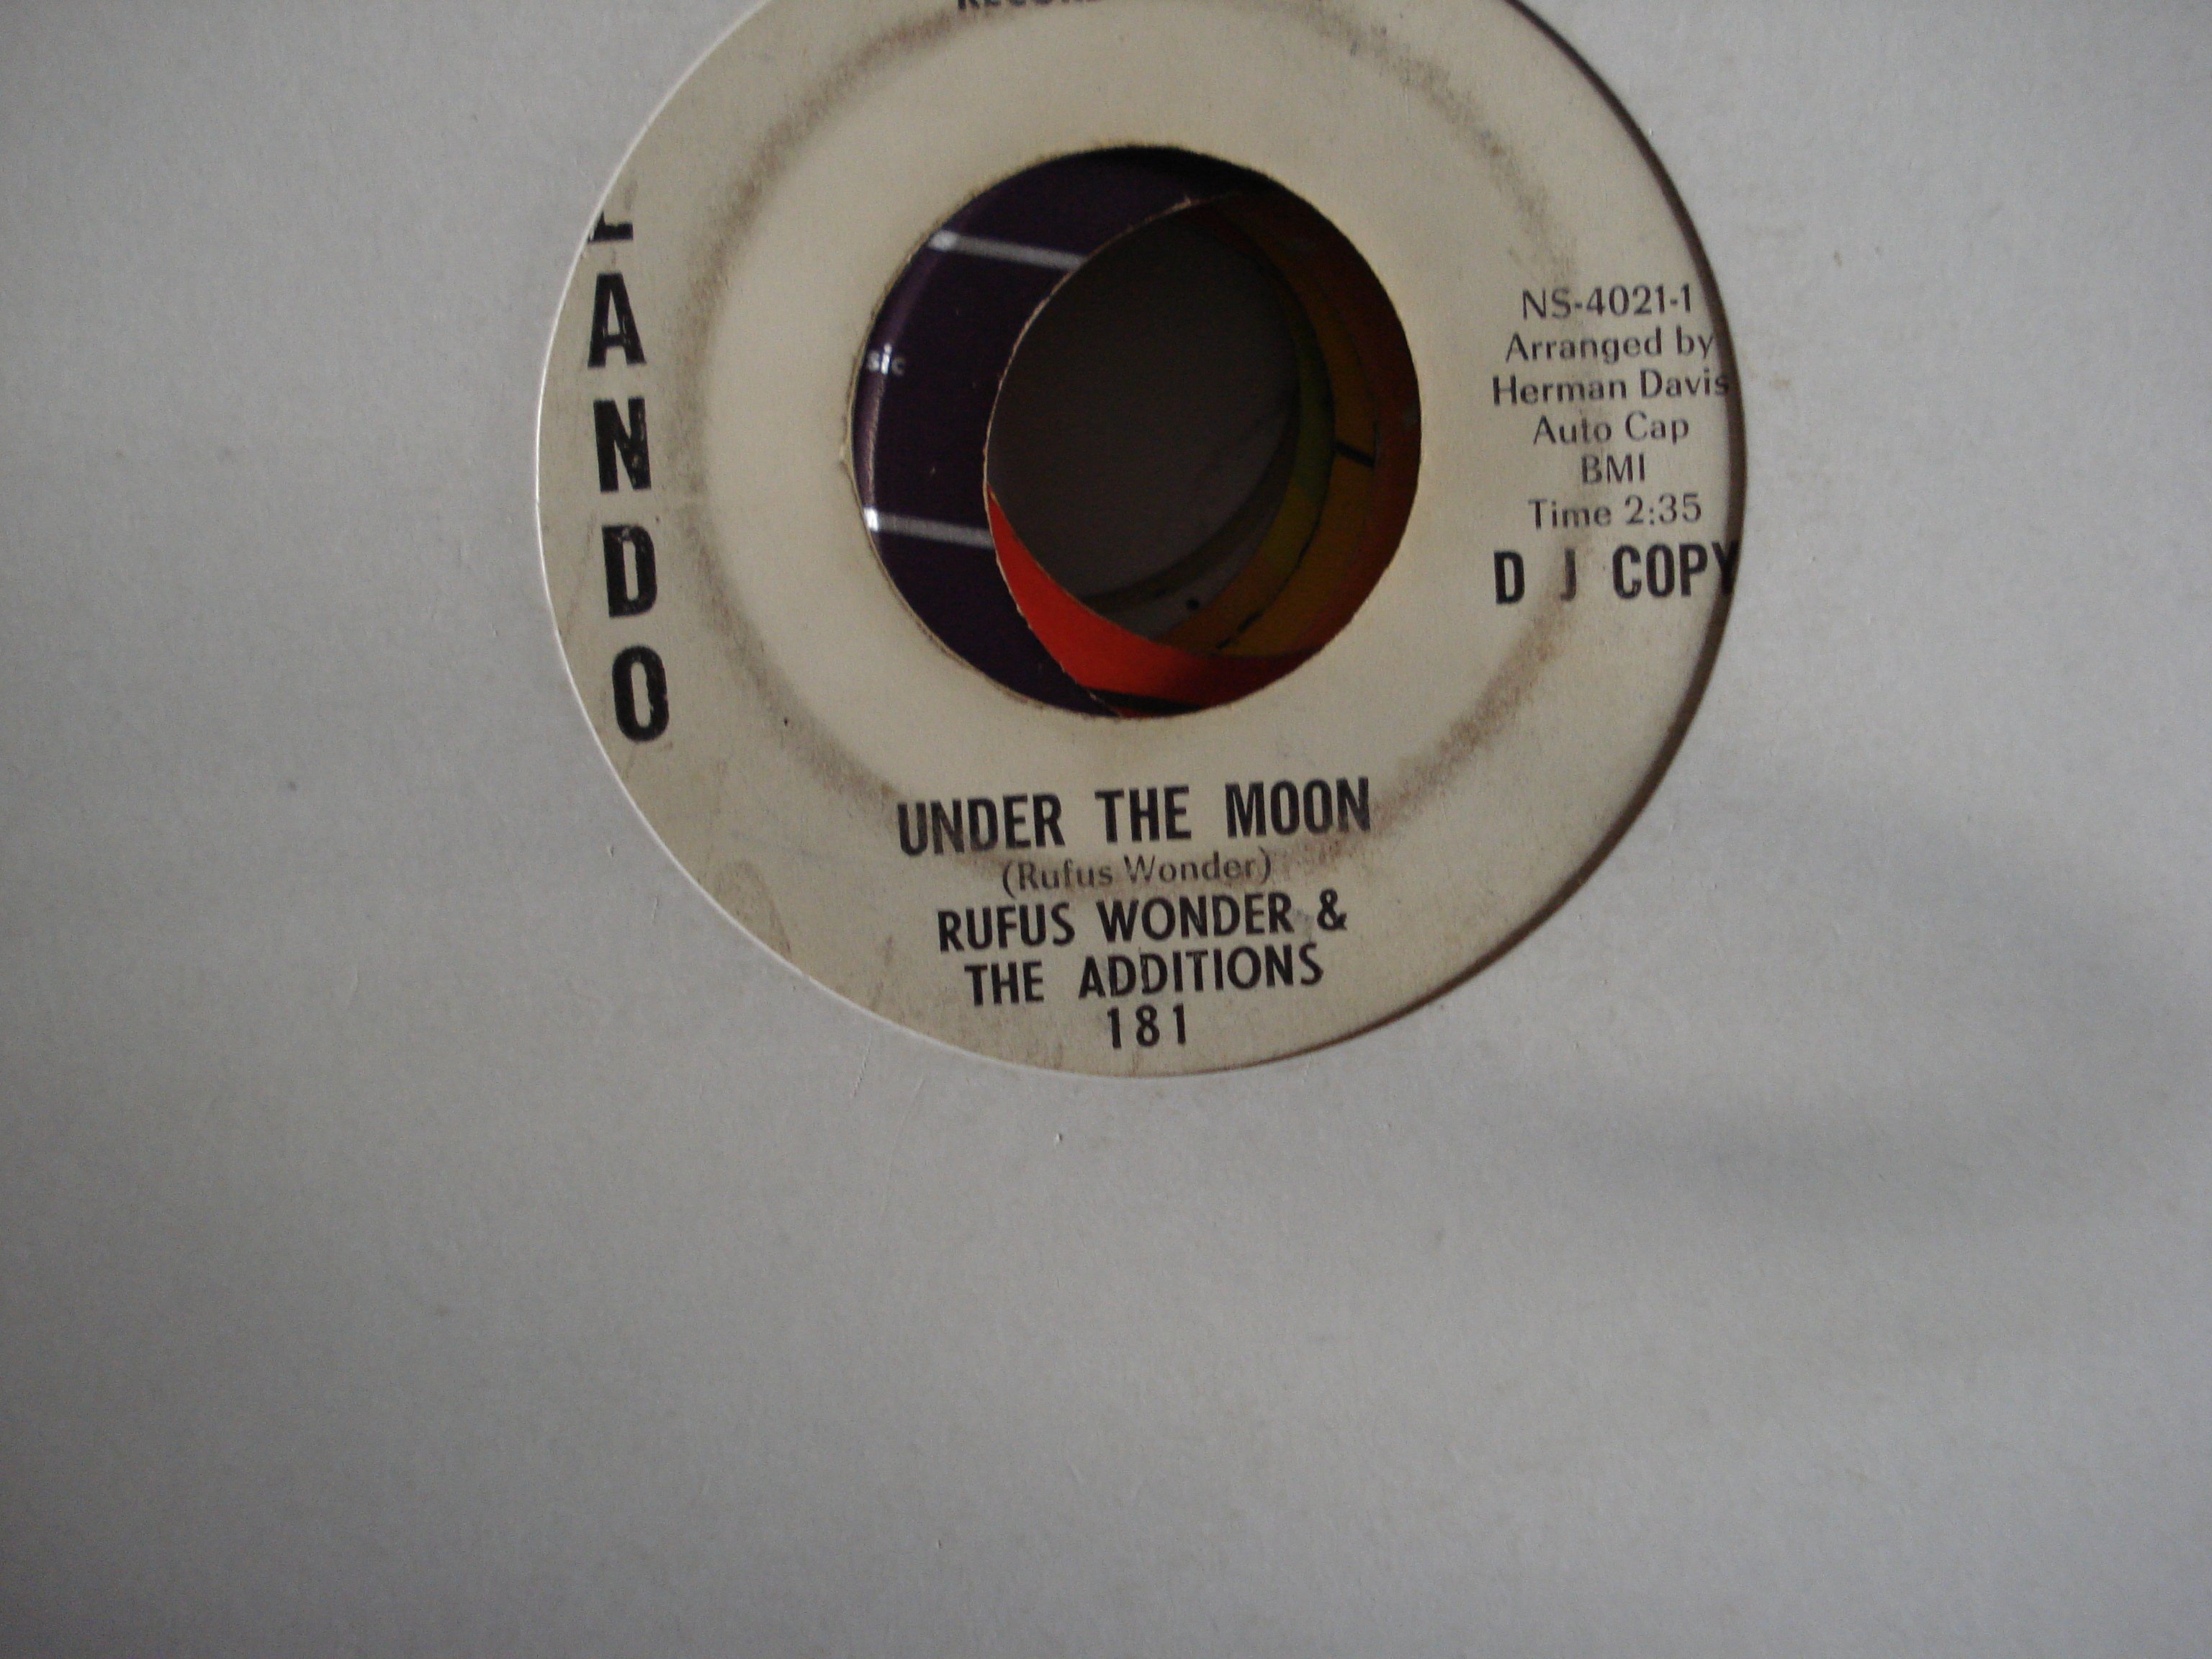 LANDO
NS-4021-1
Arranged by
Herman Davis
Auto Cap
BMI
Time 2:35
D J COPY
UNDER THE MOON
(Rufus Wonder)
RUFUS WONDER &
THE ADDITIONS
181